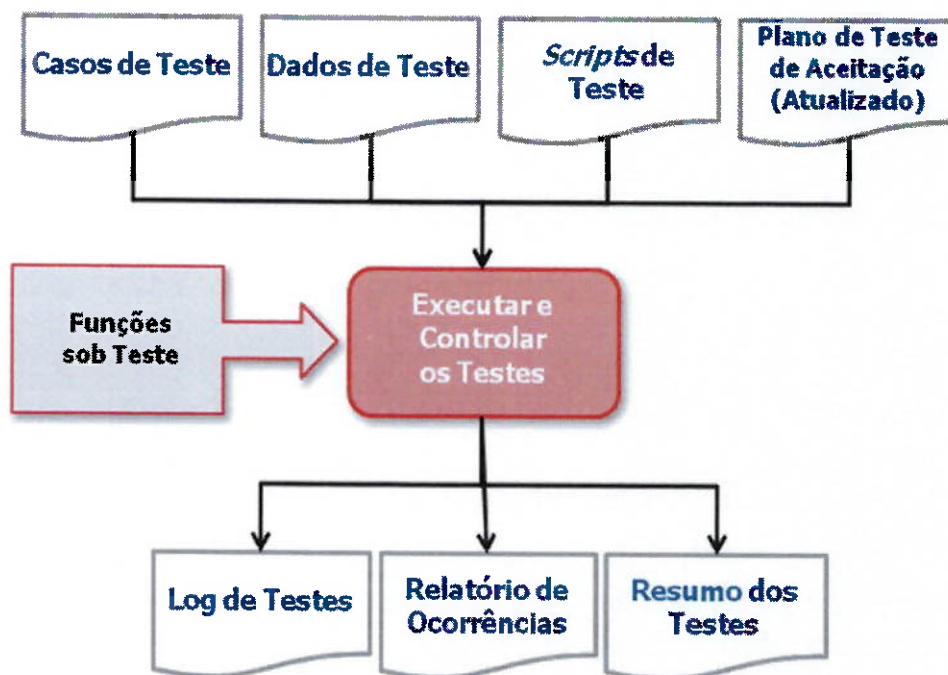 Casos de Teste
Dados de Teste
Scripts de
Teste
Plano de Teste
de Aceitação
(Atualizado)
Funções
sob Teste
Executar e
Controlar
os Testes
Log de Testes
Relatório de
Ocorrências
Resumo dos
Testes